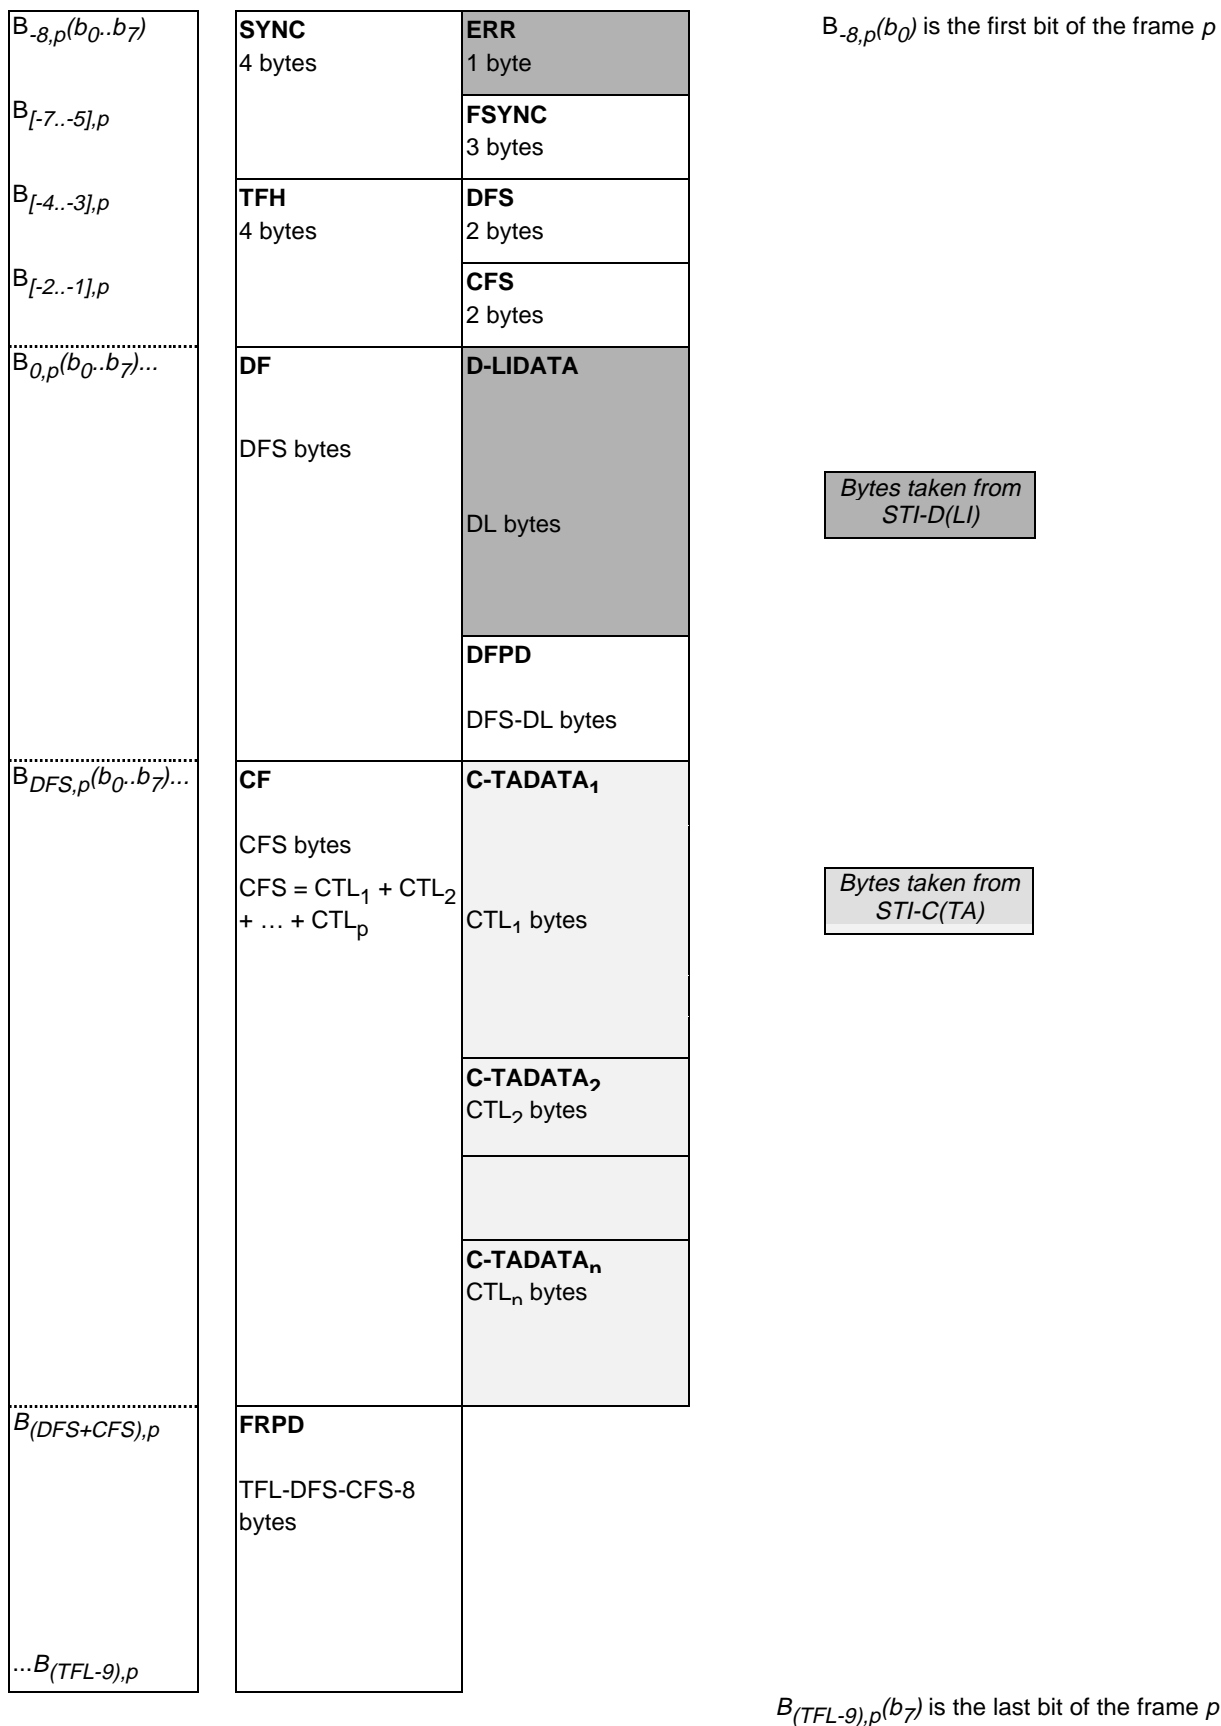 B-8,p(b0..b7) SYNC ERR B-8,p(b0) is the first bit of the frame p
4 bytes 1 byte
B[-7..-5],p FSYNC
3 bytes
B[-4..-3],p TFH DFS
4 bytes 2 bytes
B[-2..-1],p CFS
2 bytes
B0,p(b0..b7)... DF D-LIDATA
DFS bytes
Bytes taken from
STI-D(LI)
DL bytes
DFPD
DFS-DL bytes
BDFS,p(b0..b7)... CF C-TADATA1
CFS bytes
CFS = CTL1 + CTL2
+ … + CTLp
CTL1 bytes
Bytes taken from
STI-C(TA)
C-TADATA2
CTL2 bytes
C-TADATAn
CTLn bytes
B(DFS+CFS),p FRPD
TFL-DFS-CFS-8
bytes
...B(TFL-9),p
B(TFL-9),p(b7) is the last bit of the frame p